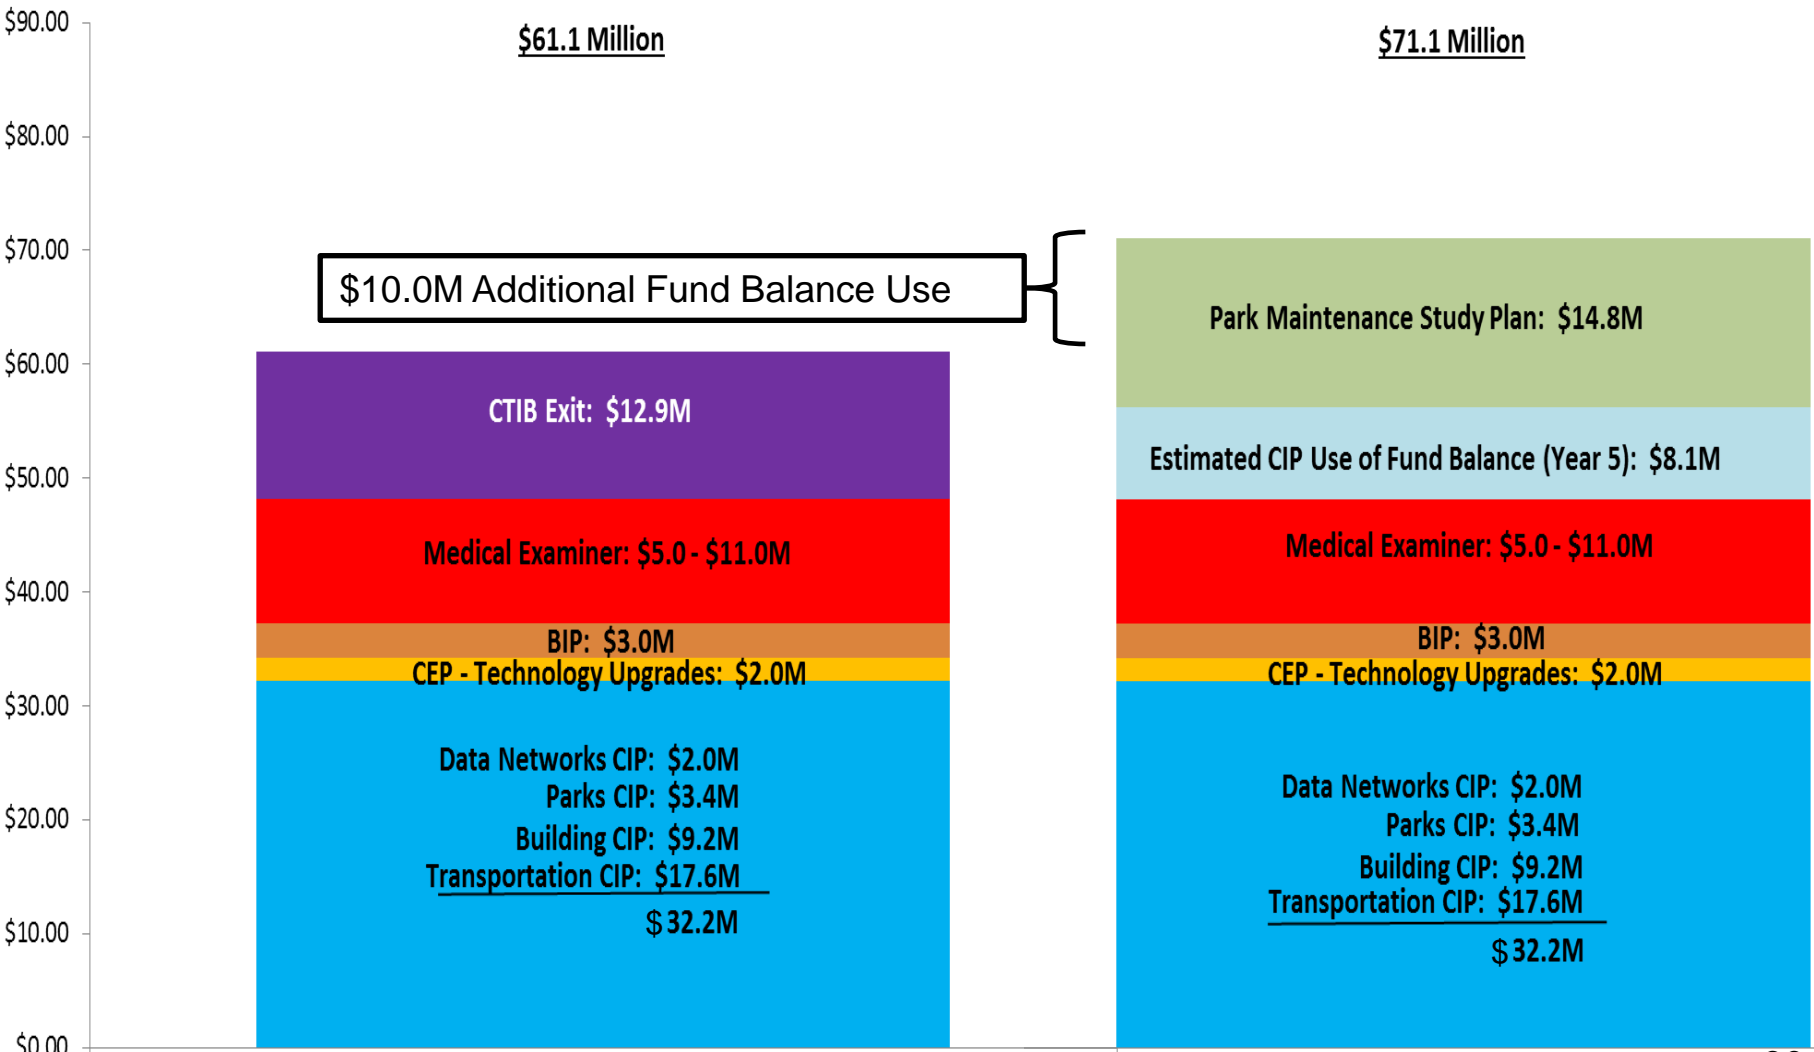 $90.00
$80.00
$70.00
$60.00
$50.00
$40.00
$30.00
$20.00
$10.00
$0.00
$61.1 Million
$10.0M Additional Fund Balance Use
CTIB Exit: $12.9M
Medical Examiner: $5.0 - $11.0M
BIP: $3.0M
CEP - Technology Upgrades: $2.0M
Data Networks CIP: $2.0M
Parks CIP: $3.4M
Building CIP: $9.2M
Transportation CIP: $17.6M
$ 32.2M
$71.1 Million
Park Maintenance Study Plan: $14.8M
Estimated CIP Use of Fund Balance (Year 5): $8.1M
Medical Examiner: $5.0 - $11.0M
BIP: $3.0M
CEP - Technology Upgrades: $2.0M
Data Networks CIP: $2.0M
Parks CIP: $3.4M
Building CIP: $9.2M
Transportation CIP: $17.6M
$ 32.2M